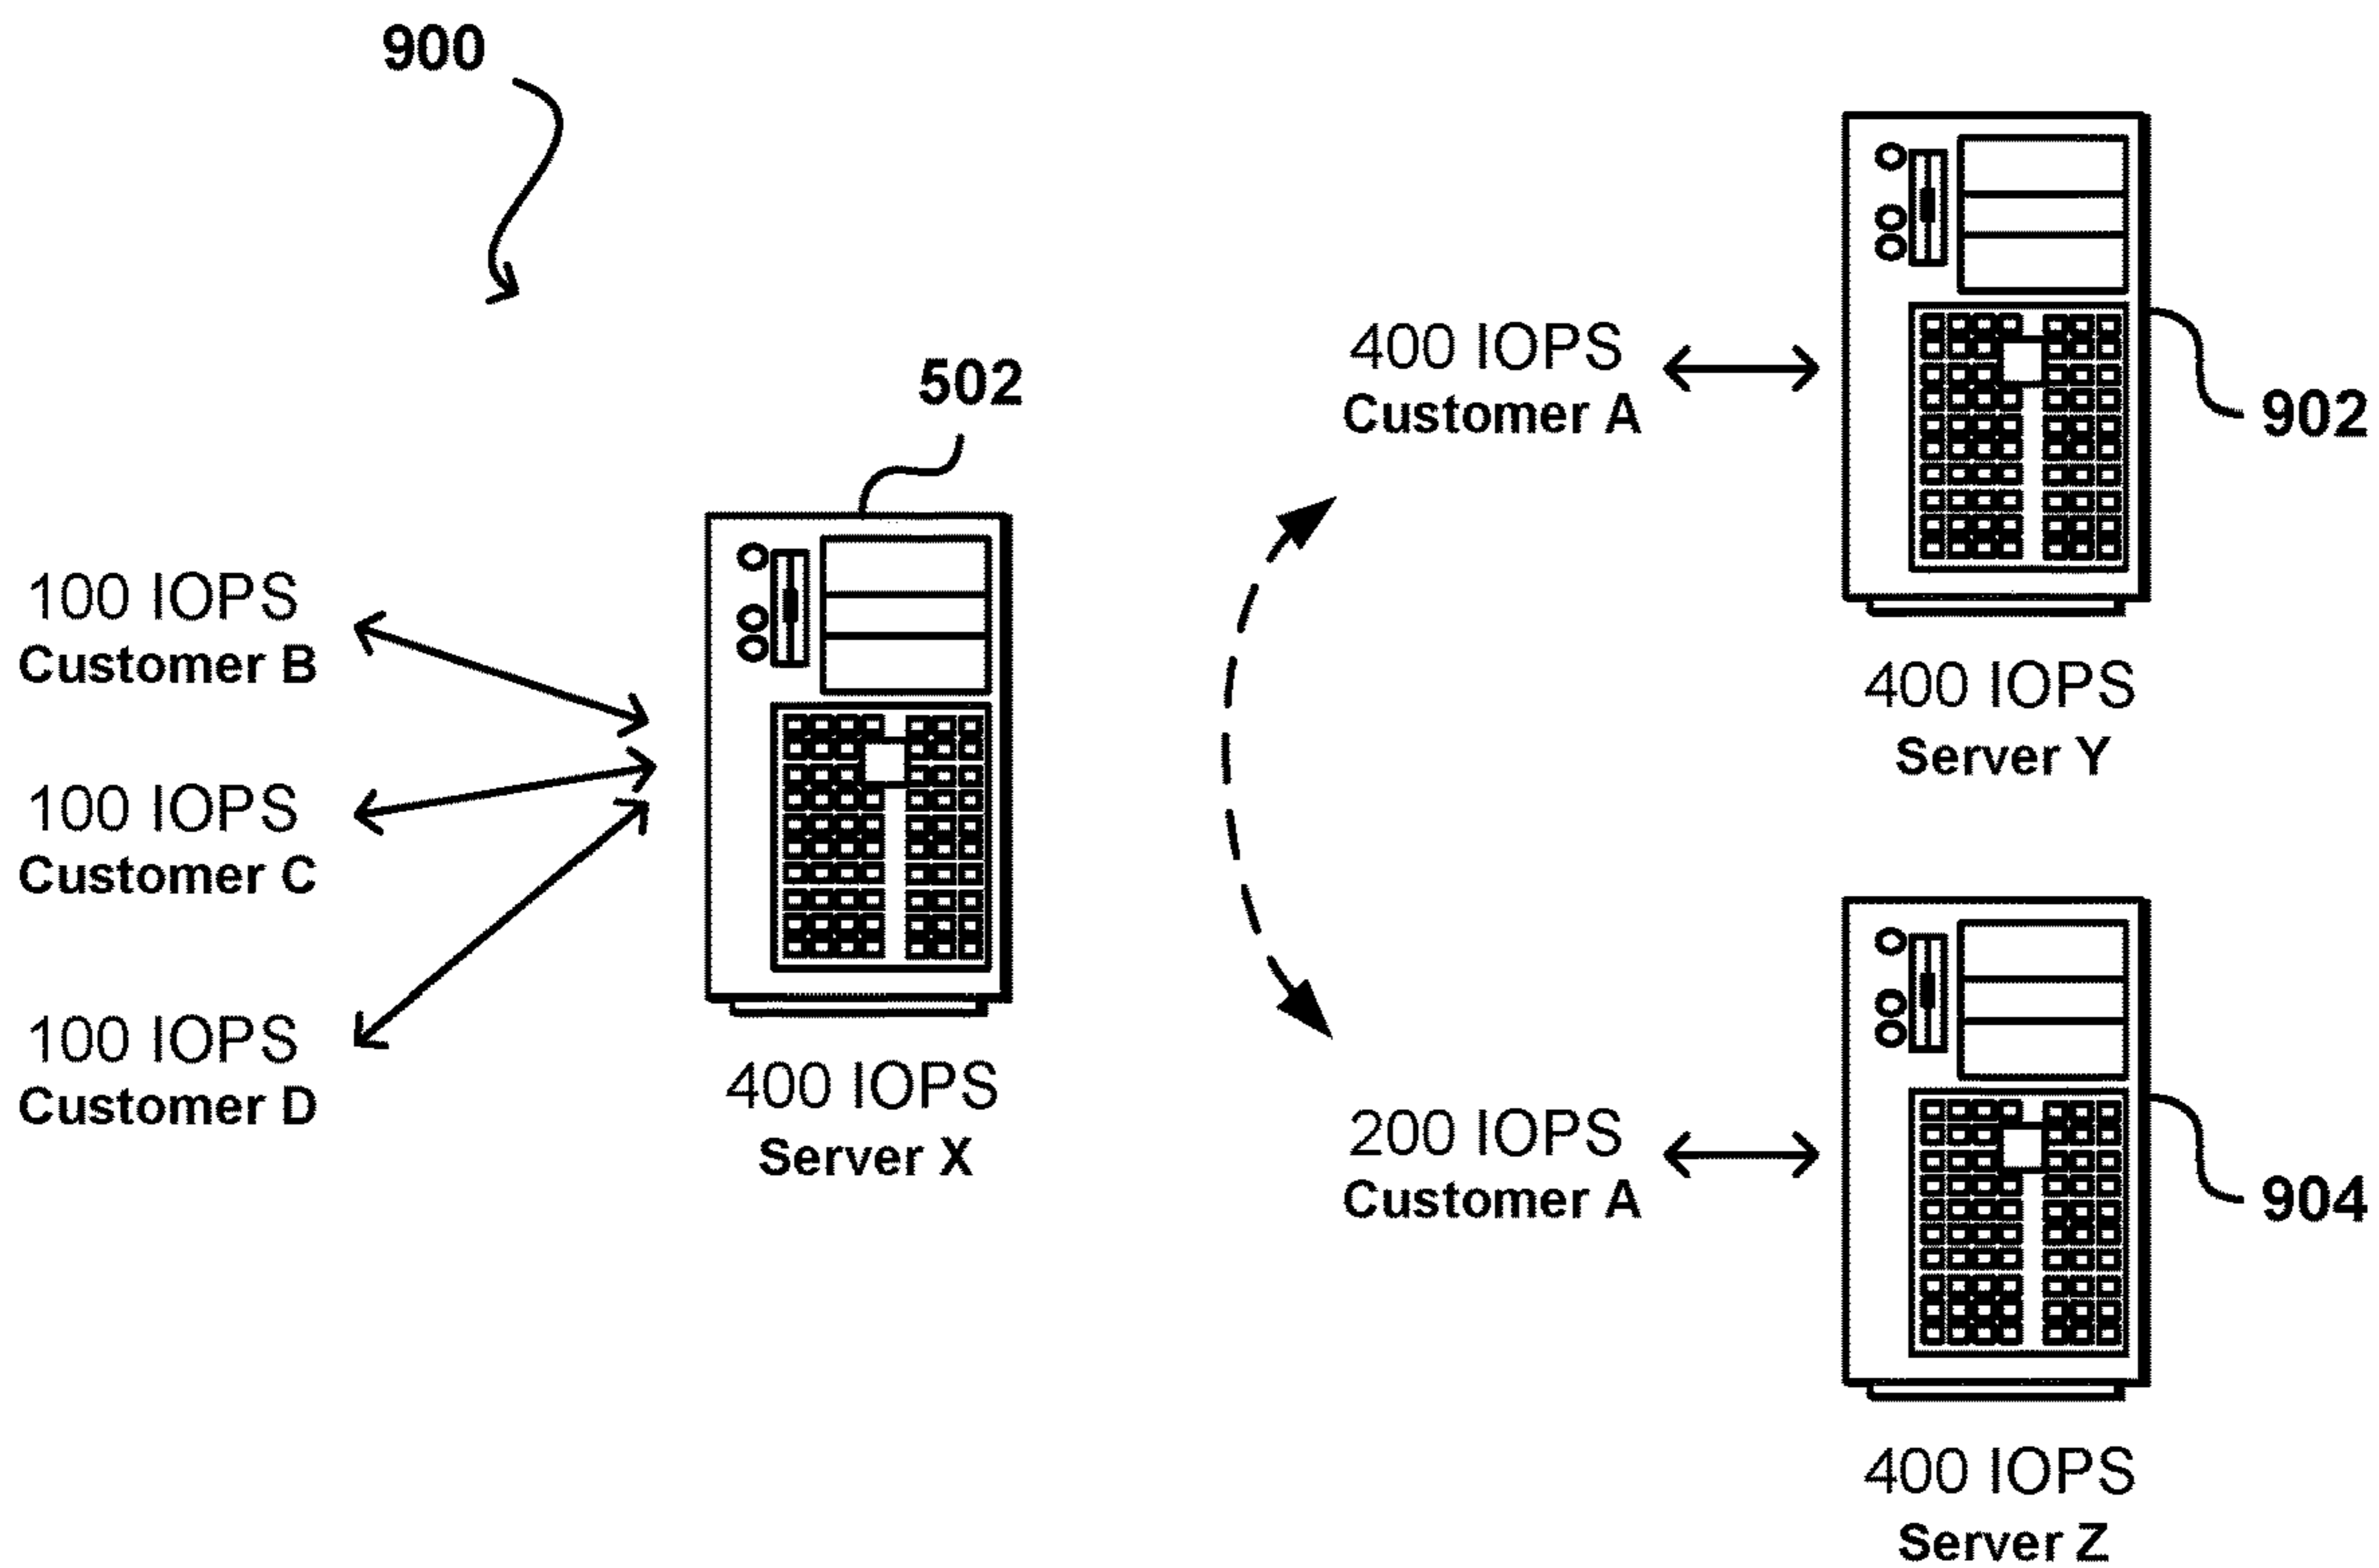 900
502
100 IOPS
Customer B
100 IOPS
Customer C
100 IOPS
Customer D
400 IOPS
Server X
400 IOPS
Customer A
902
400 IOPS
Server Y
200 IOPS
Customer A
904
400 IOPS
Server Z